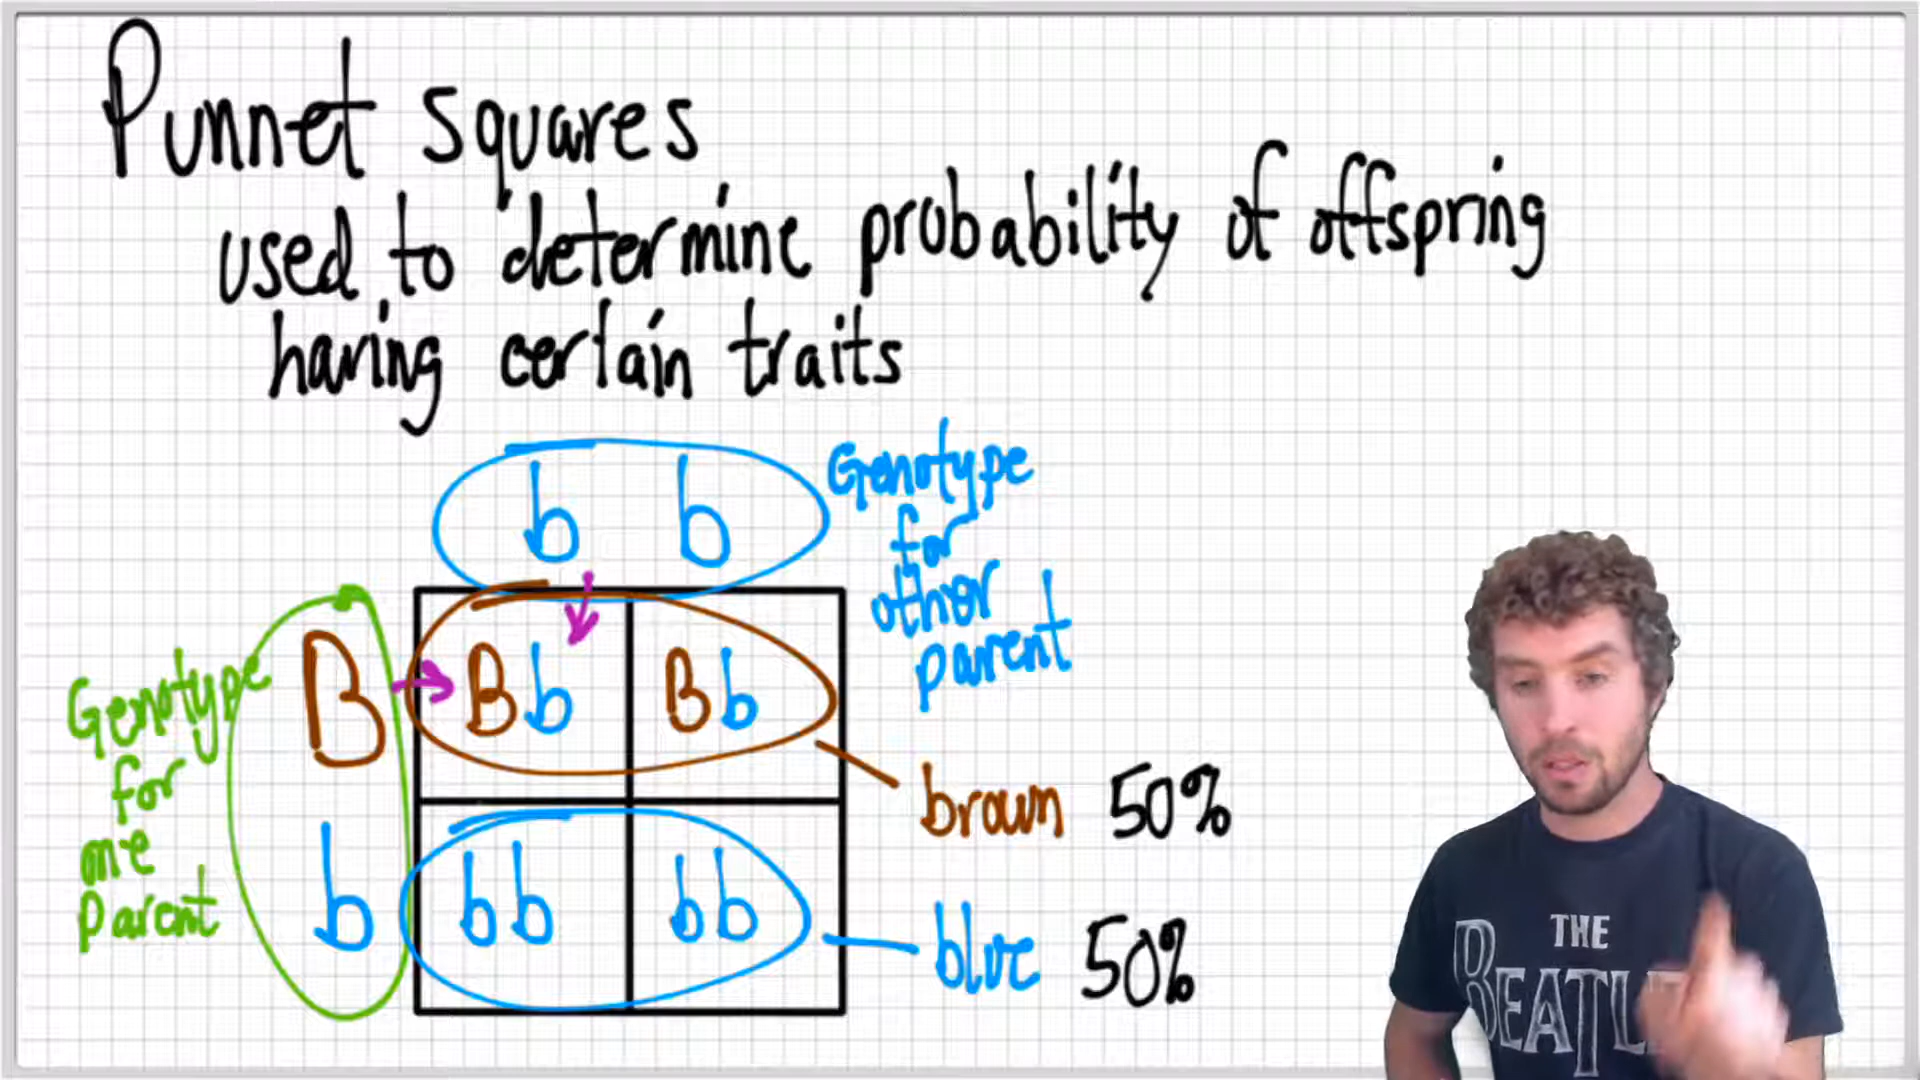 Punnet squares
used to determine probability of offspring
having certain traits
b b
Genotype
for
other
parent
Genotype
for
one
parent
B
b
Bb Bb
bb bb
brown 50%
blue 50%
THE
BEATL